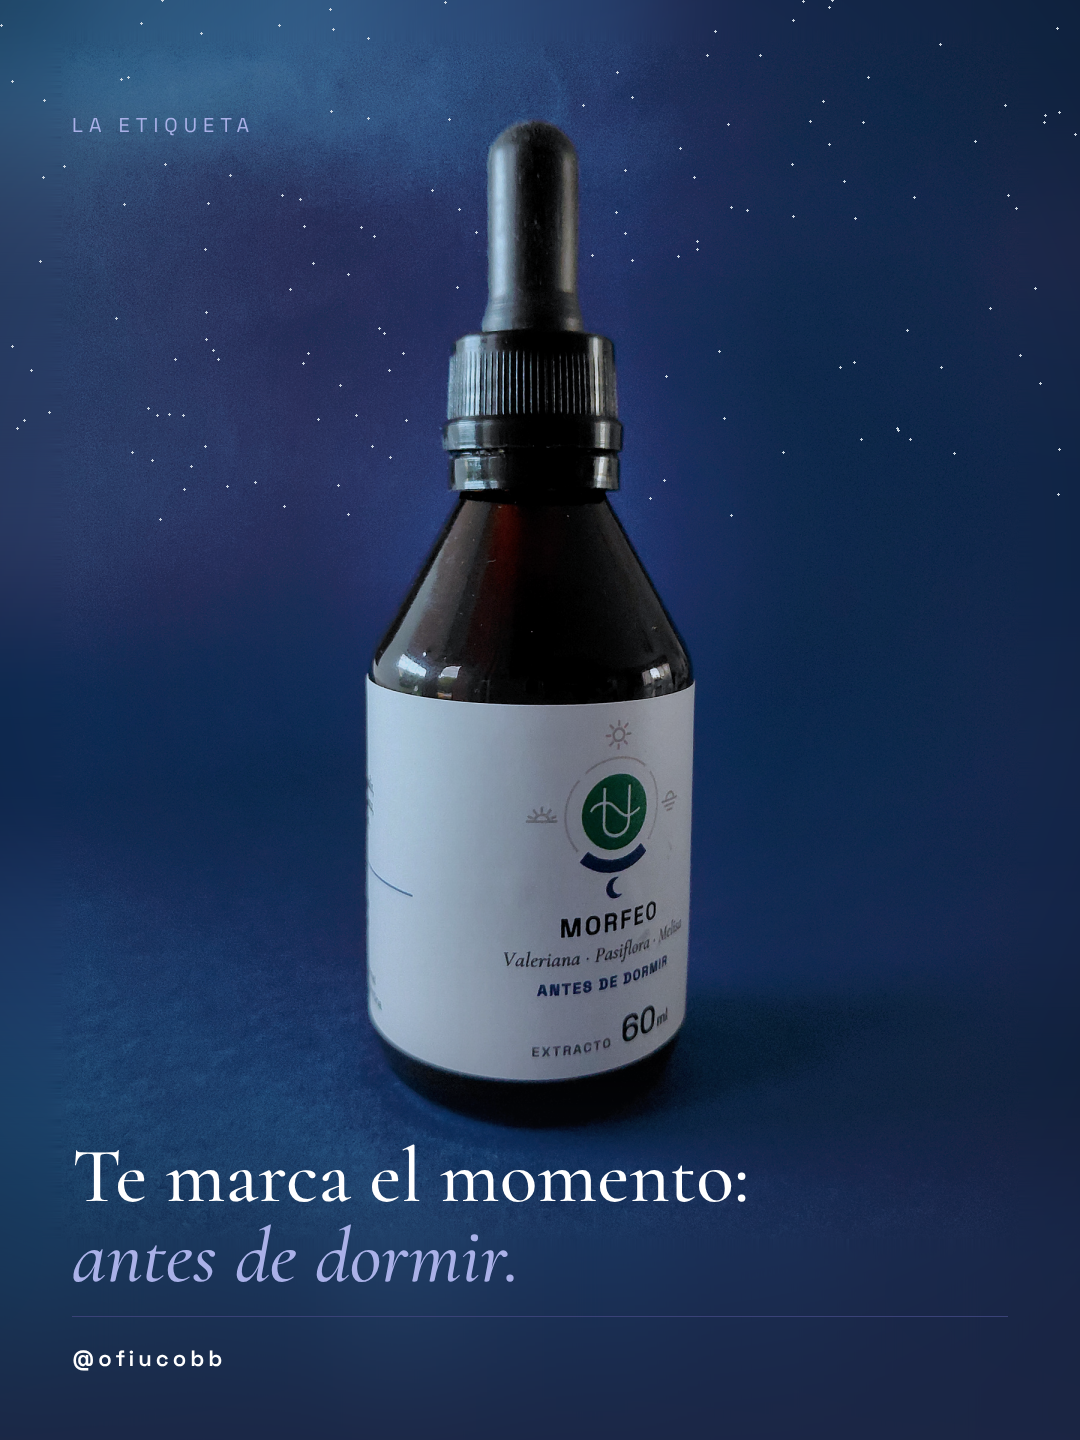 LA ETIQUETA
MORFEO
Valeriana · Pasiflora · Melisa
ANTES DE DORMIR
EXTRACTO 60ml
Te marca el momento:
antes de dormir.
@ofiucobb